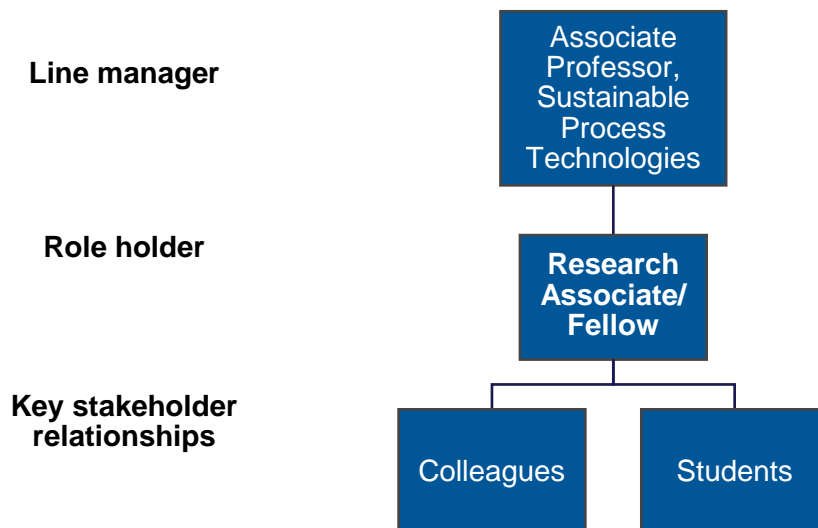 Line manager
Associate
Professor,
Sustainable
Process
Technologies
Role holder
Research
Associate/
Fellow
Key stakeholder
relationships
Colleagues
Students